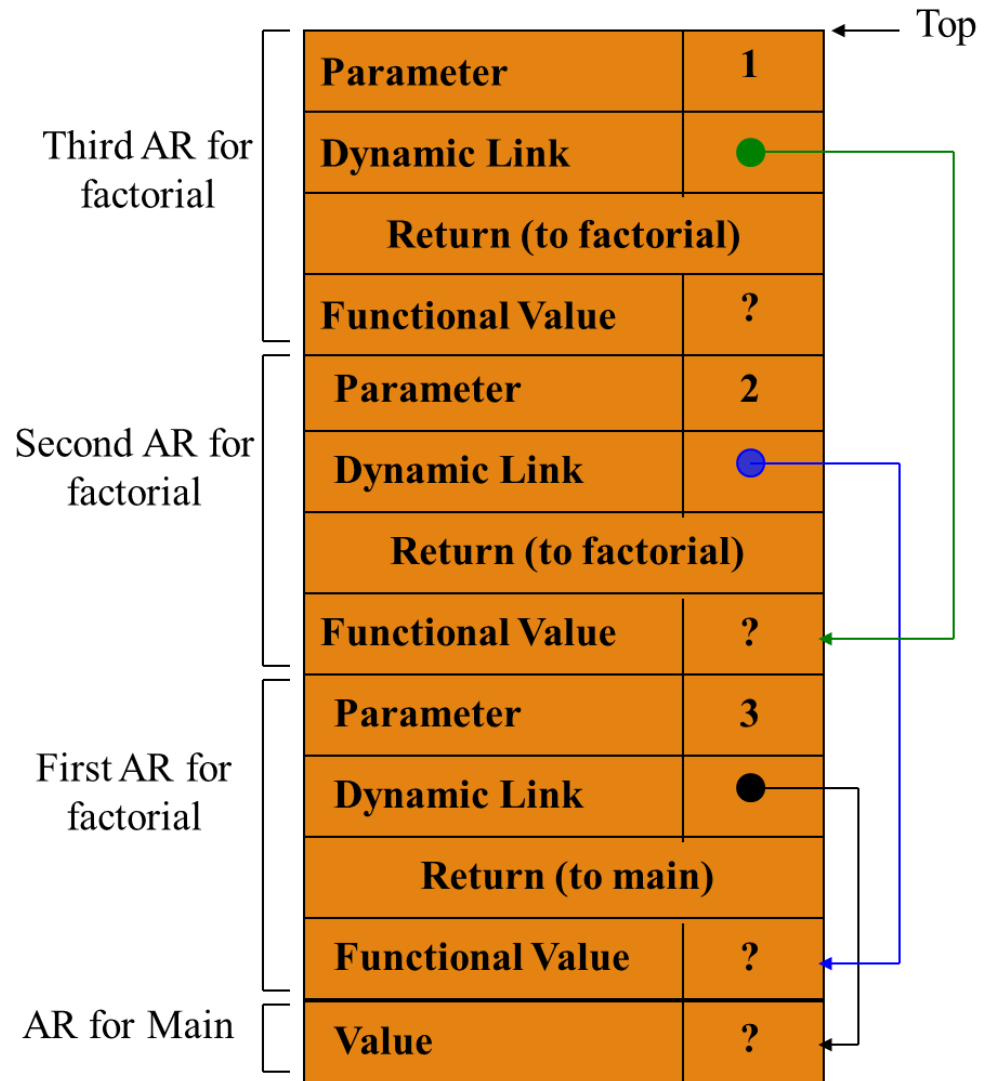 Top
Third AR for
factorial
Parameter 1
Dynamic Link
Return (to factorial)
Functional Value ?
Second AR for
factorial
Parameter 2
Dynamic Link
Return (to factorial)
Functional Value ?
First AR for
factorial
Parameter 3
Dynamic Link
Return (to main)
Functional Value ?
AR for Main
Value ?